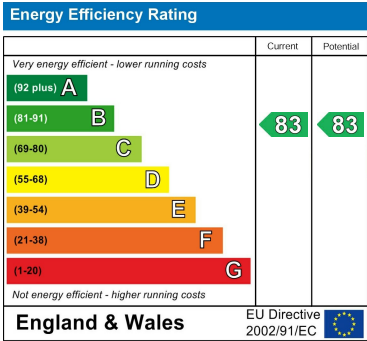 Energy Efficiency Rating
Current Potential
Very energy efficient - lower running costs
(92 plus) A
(81-91) B 83 83
(69-80) C
(55-68) D
(39-54) E
(21-38) F
(1-20) G
Not energy efficient - higher running costs
England & Wales
EU Directive
2002/91/EC